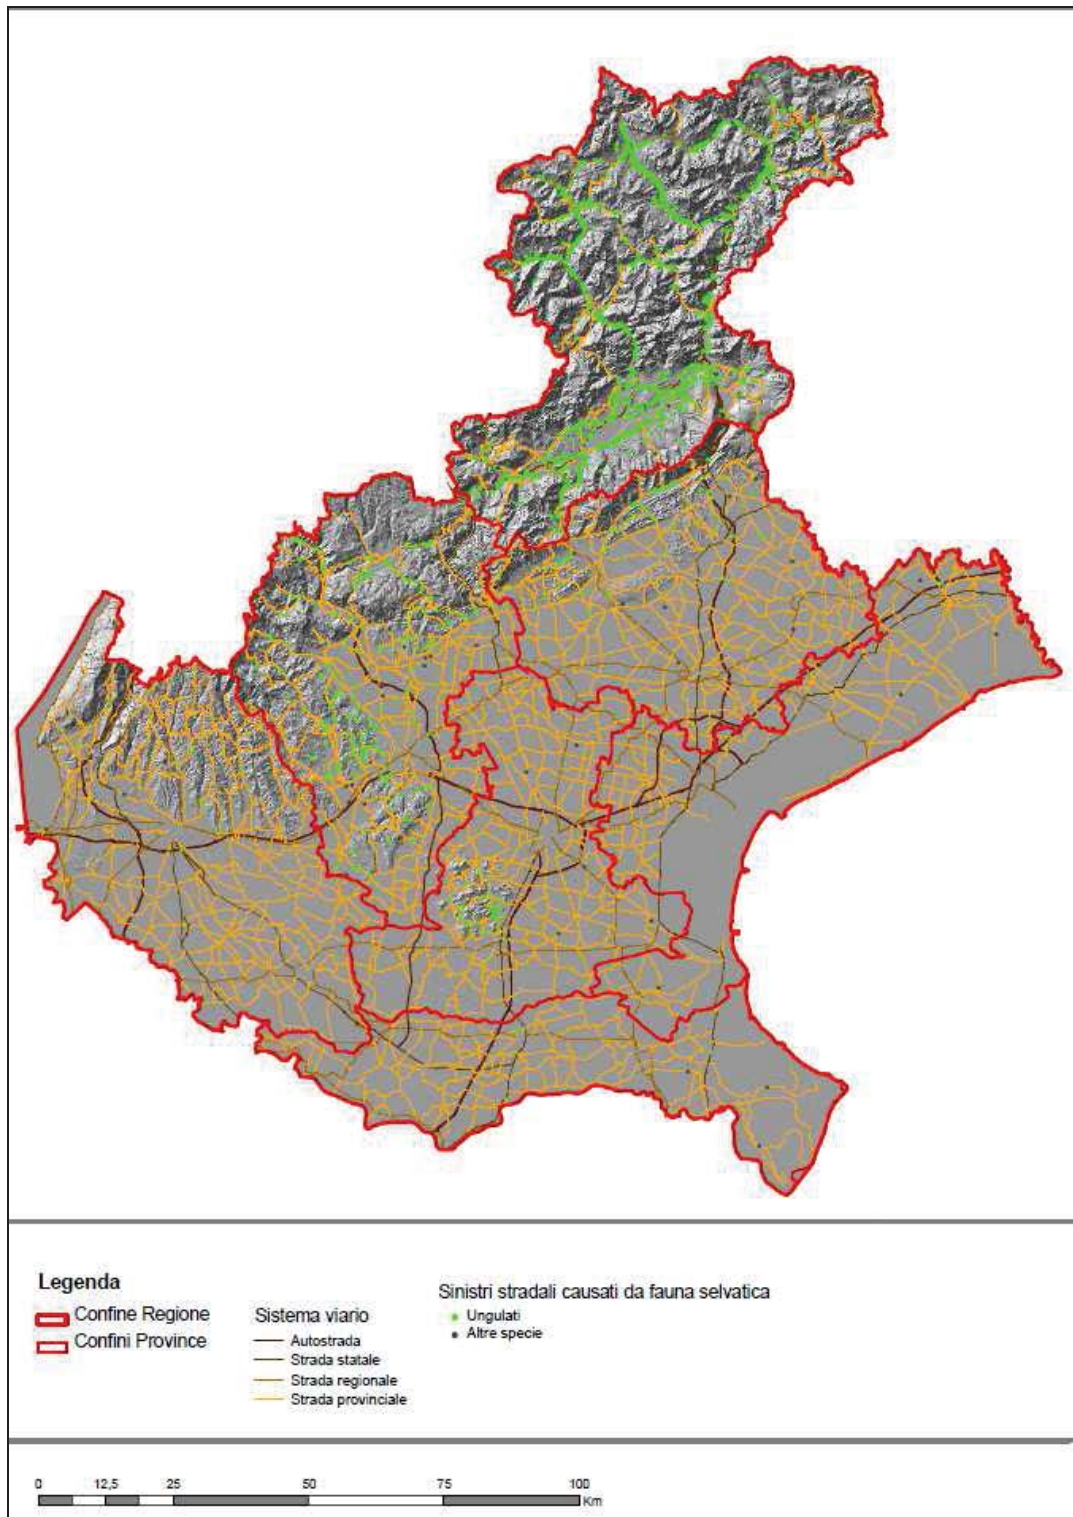 Legenda
Confine Regione
Confini Province
Sistema viario
Autostrada
Strada statale
Strada regionale
Strada provinciale
Sinistri stradali causati da fauna selvatica
Ungulati
Altre specie
0 12,5 25 50 75 100
Km